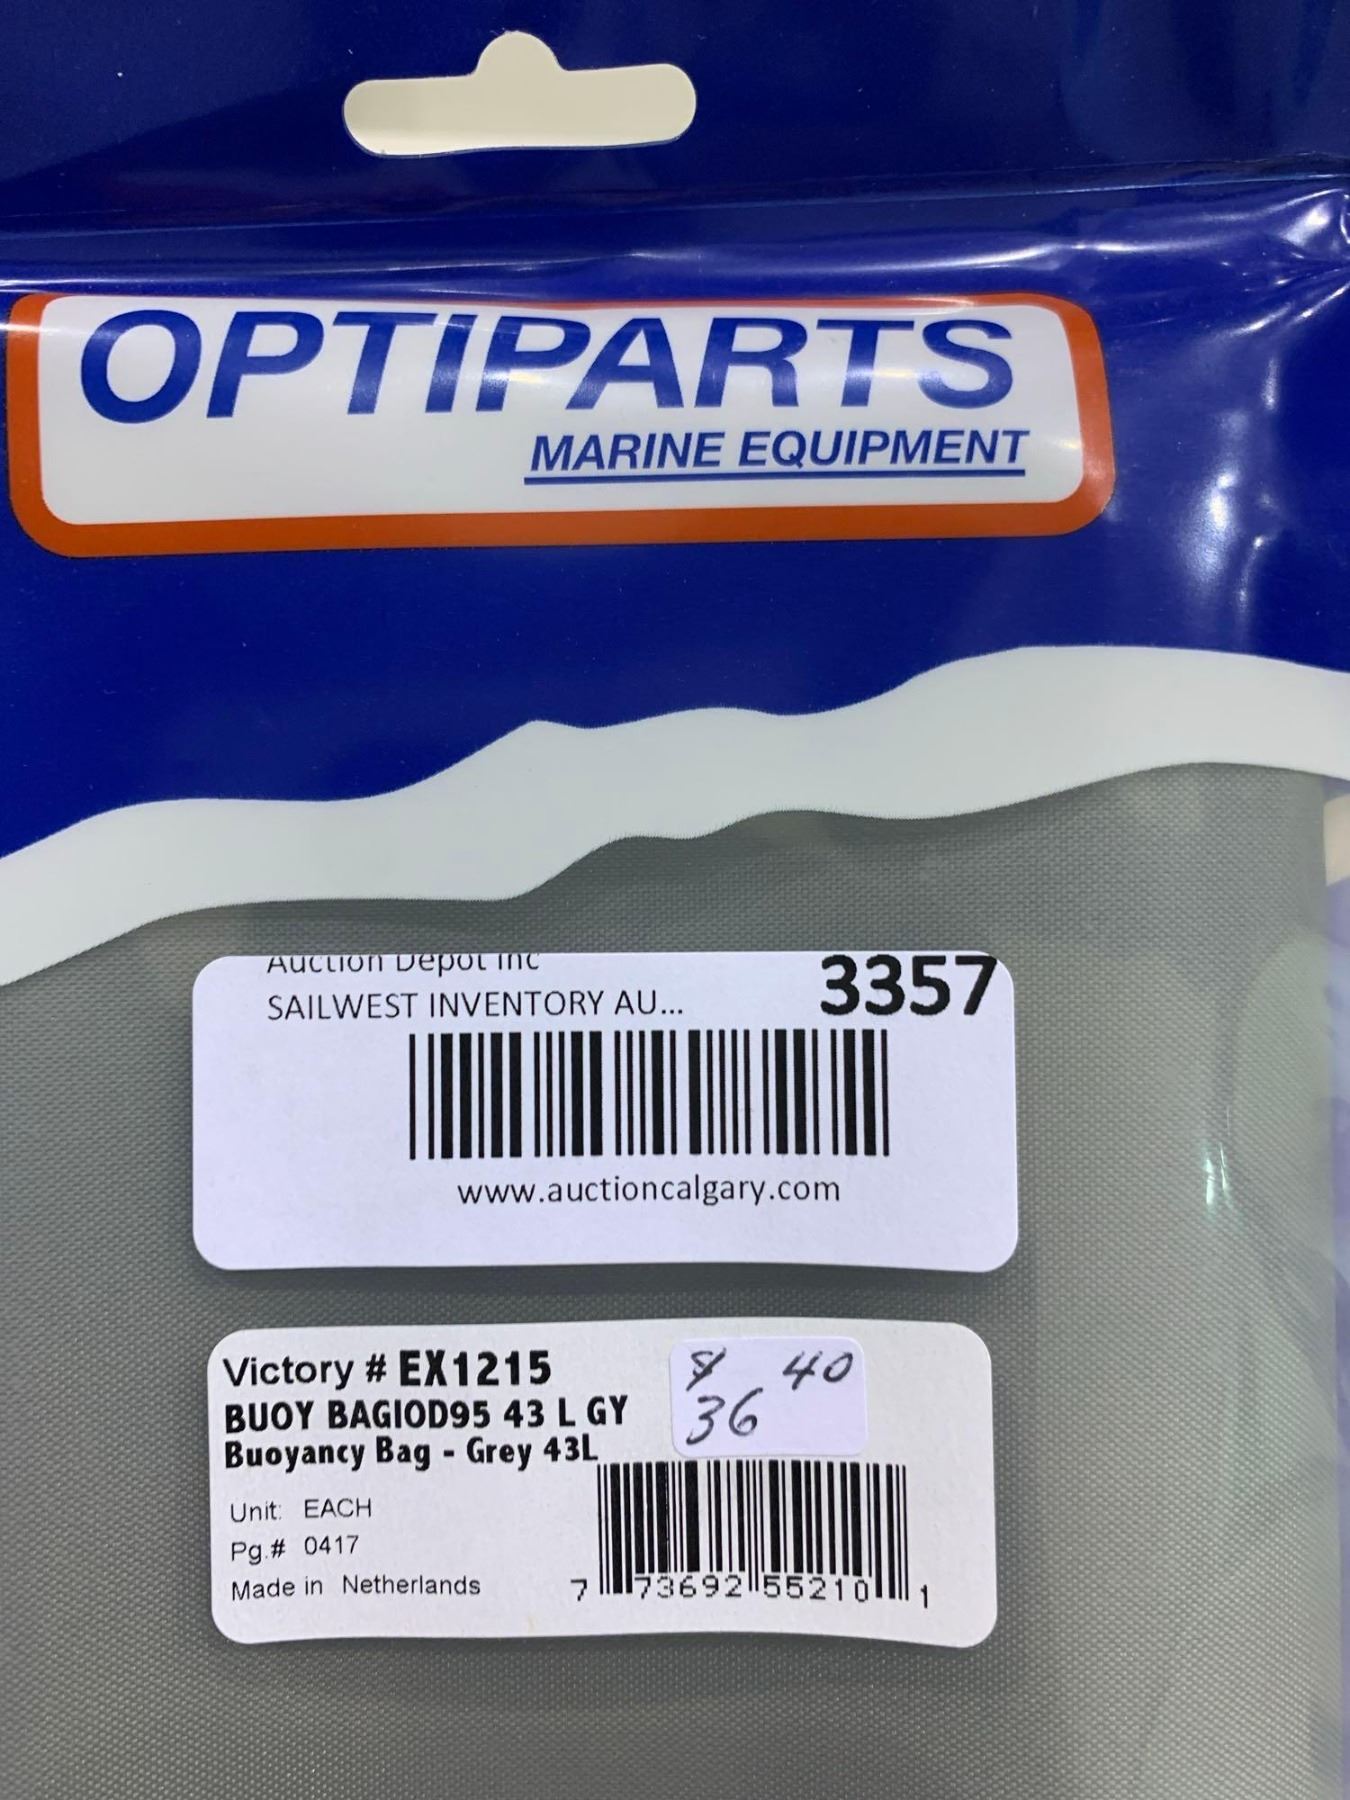 OPTIPARTS
MARINE EQUIPMENT
Auction Depot Inc
3357
SAILWEST INVENTORY AU...
www.auctioncalgary.com
Victory # EX1215
BUOY BAGIOD95 43 L GY
Buoyancy Bag - Grey 43L
40
36
Unit: EACH
Pg.# 0417
Made in Netherlands
7 73692 55210 1